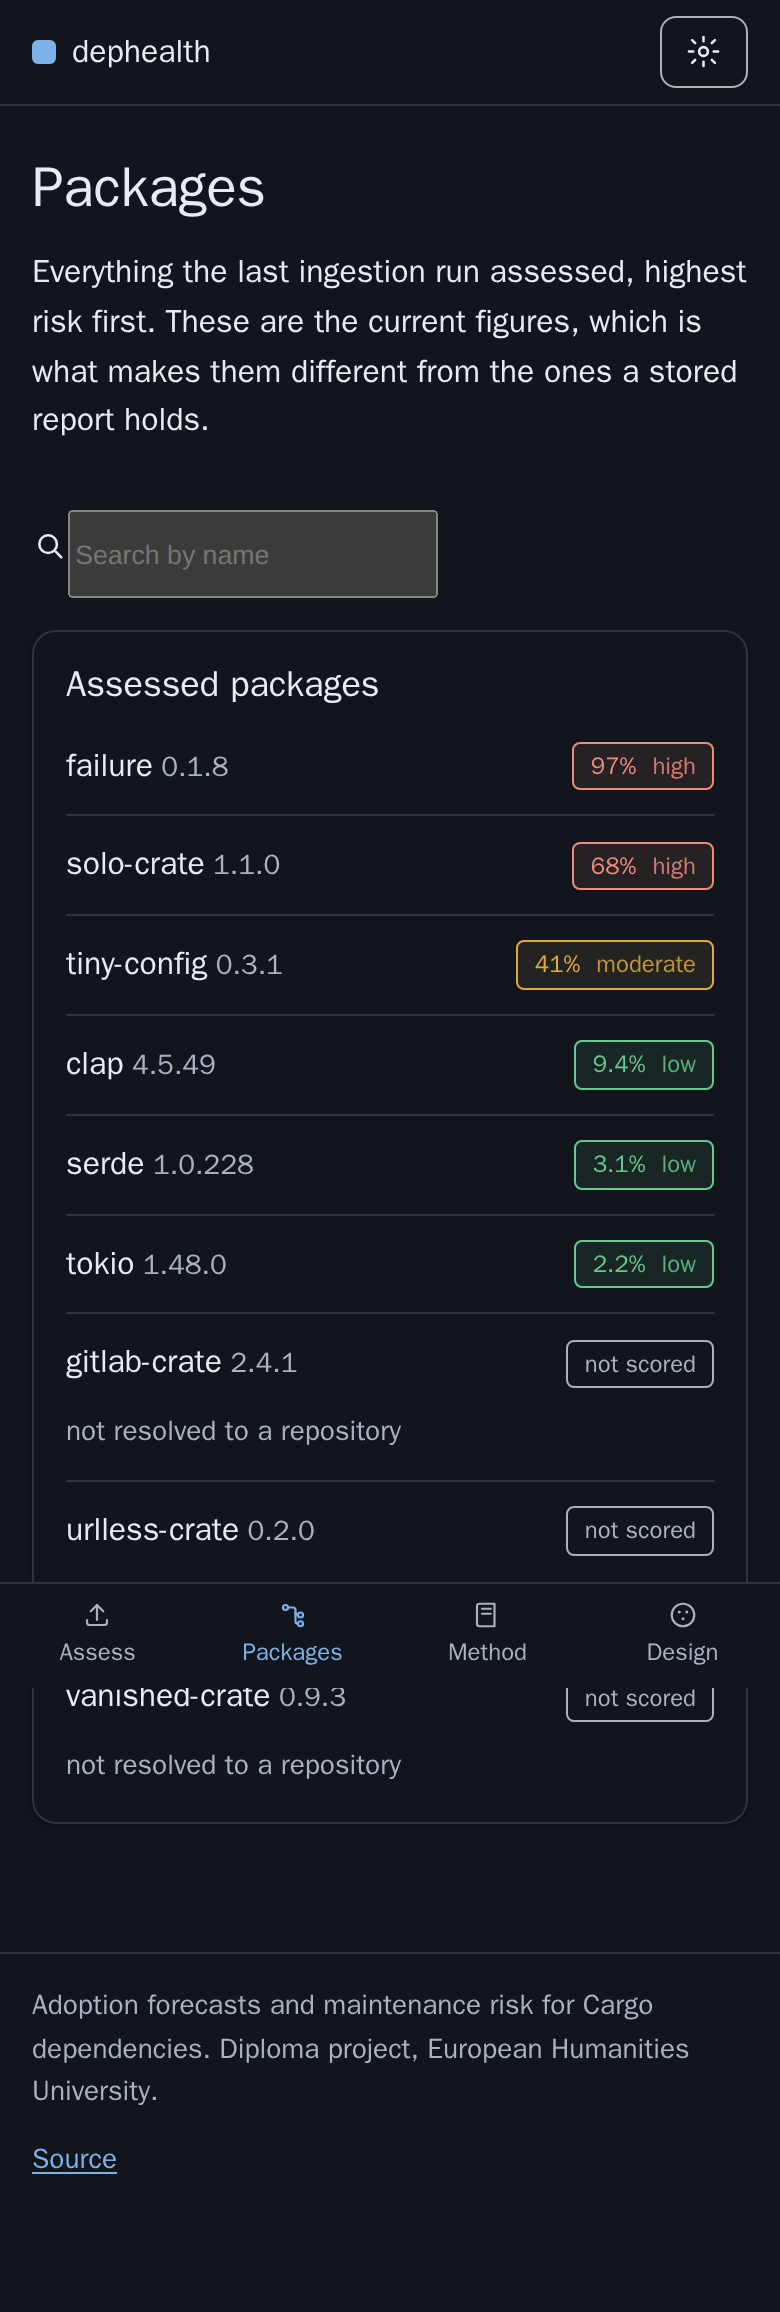 dephealth
Packages
Everything the last ingestion run assessed, highest
risk first. These are the current figures, which is
what makes them different from the ones a stored
report holds.
Search by name
Assessed packages
failure 0.1.8 97% high
solo-crate 1.1.0 68% high
tiny-config 0.3.1 41% moderate
clap 4.5.49 9.4% low
serde 1.0.228 3.1% low
tokio 1.48.0 2.2% low
gitlab-crate 2.4.1 not scored
not resolved to a repository
urlless-crate 0.2.0 not scored
Assess Packages Method Design
vanished-crate 0.9.3 not scored
not resolved to a repository
Adoption forecasts and maintenance risk for Cargo
dependencies. Diploma project, European Humanities
University.
Source